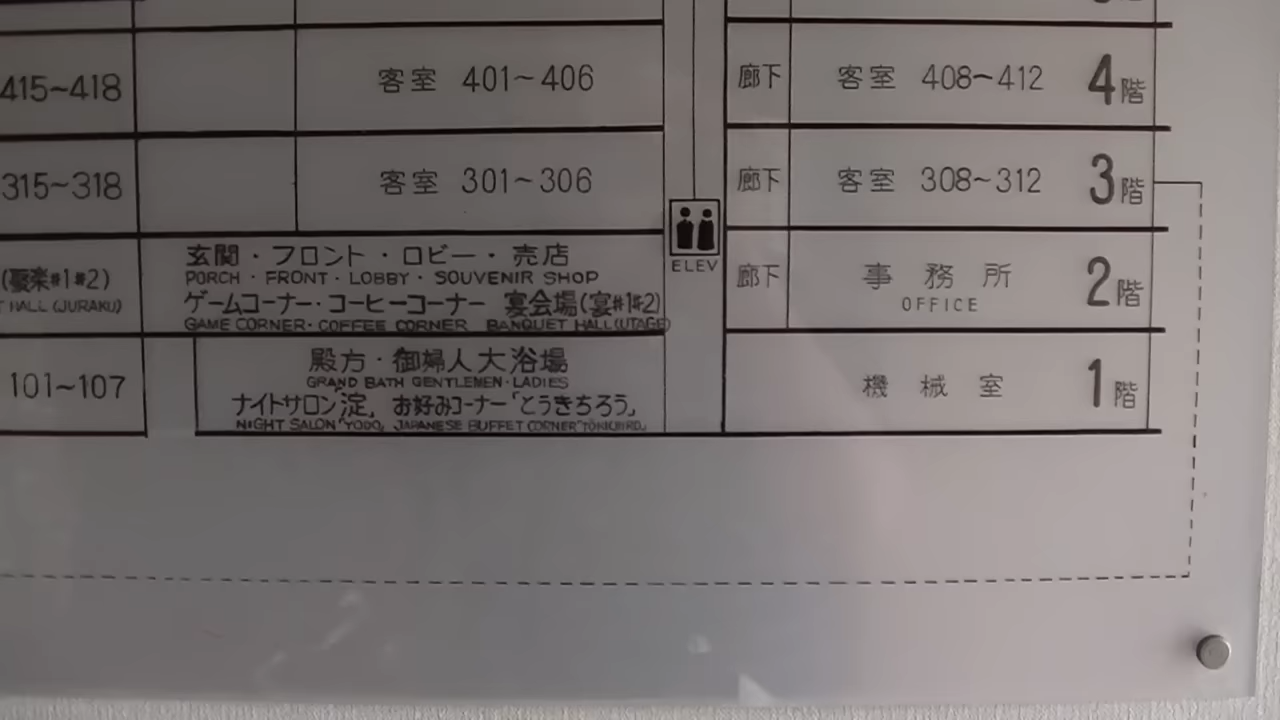 415~418 客室 401~406 廊下 客室 408~412 4階
315~318 客室 301~306 廊下 客室 308~312 3階
ELEV
玄関・フロント・ロビー・売店
PORCH・FRONT・LOBBY・SOUVENIR SHOP
(聚楽#1#2) ゲームコーナー・コーヒーコーナー 宴会場(宴#1#2)
HALL (JURAKU) GAME CORNER・COFFEE CORNER BANQUET HALL(UTAGE)
廊下 事務所 2階
OFFICE
101~107
殿方・御婦人大浴場
GRAND BATH GENTLEMEN・LADIES
ナイトサロン「淀」 お好みコーナー「とうきちろう」
NIGHT SALON "YODO" JAPANESE BUFFET CORNER "TOKICHIRO"
機械室 1階